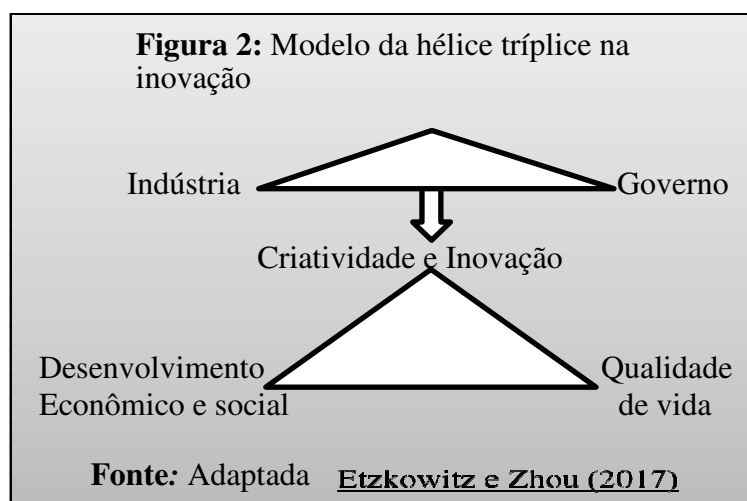 Figura 2: Modelo da hélice tríplice na
inovação
Indústria
Governo
Criatividade e Inovação
Desenvolvimento
Econômico e social
Qualidade
de vida
Fonte: Adaptada Etzkowitz e Zhou (2017)